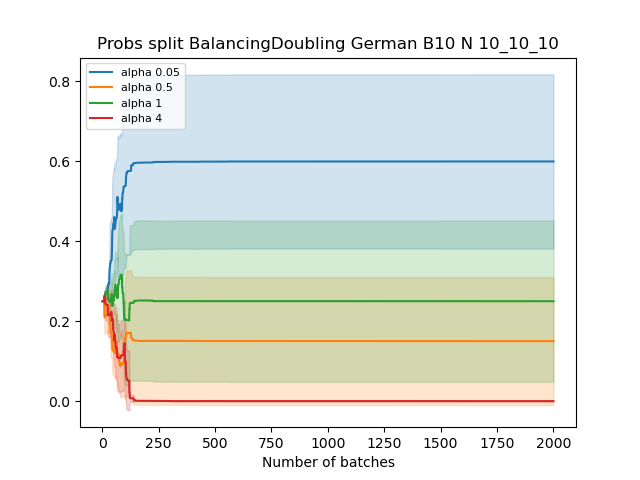 Probs split BalancingDoubling German B10 N 10_10_10
alpha 0.05
alpha 0.5
alpha 1
alpha 4
0.8
0.6
0.4
0.2
0.0
0 250 500 750 1000 1250 1500 1750 2000
Number of batches